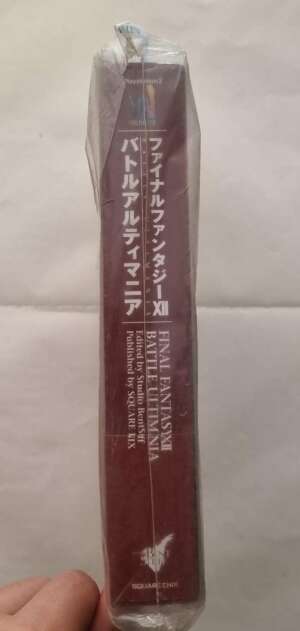 PlayStation2
ファイナルファンタジーXII
バトルアルティマニア
FINAL FANTASY XII
BATTLE ULTIMANIA
Edited by Studio BentStuff
Published by SQUARE ENIX
SQUARE ENIX